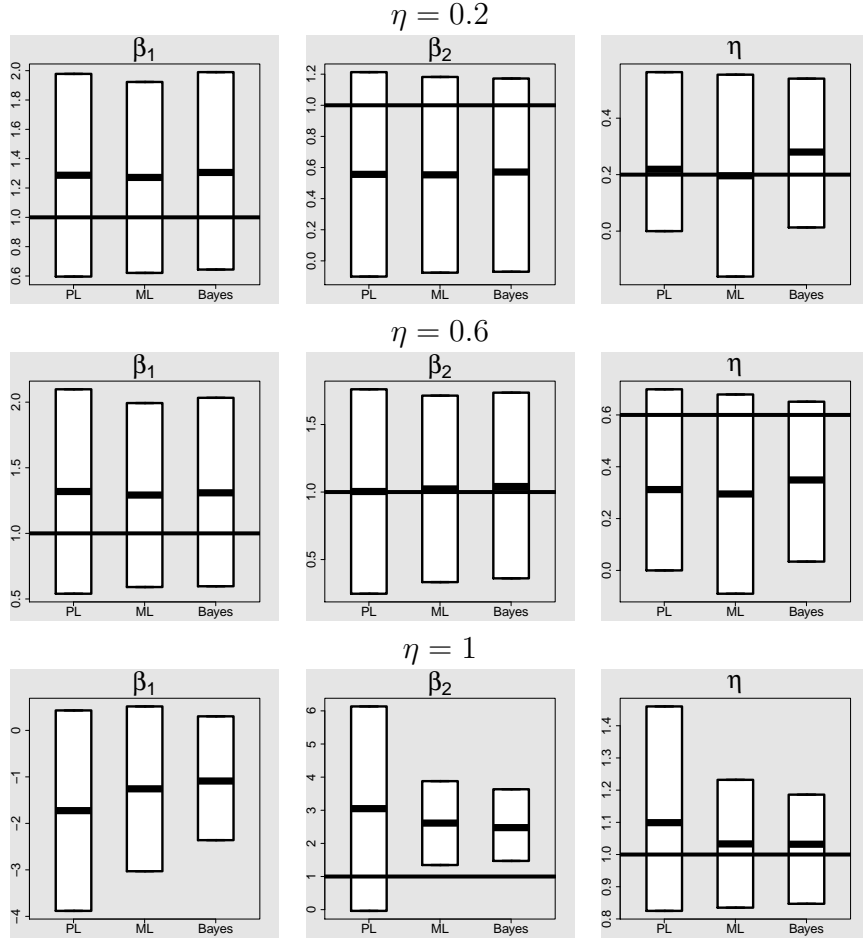 η = 0.2
β₁ β₂ η
2.0 1.8 1.6 1.4 1.2 1.0 0.8 0.6
PL ML Bayes
1.2 1.0 0.8 0.6 0.4 0.2 0.0
PL ML Bayes
0.4 0.2 0.0
PL ML Bayes
η = 0.6
β₁ β₂ η
2.0 1.5 1.0 0.5
PL ML Bayes
1.5 1.0 0.5
PL ML Bayes
0.6 0.4 0.2 0.0
PL ML Bayes
η = 1
β₁ β₂ η
0 −1 −2 −3 −4
PL ML Bayes
6 5 4 3 2 1 0
PL ML Bayes
1.4 1.3 1.2 1.1 1.0 0.9 0.8
PL ML Bayes